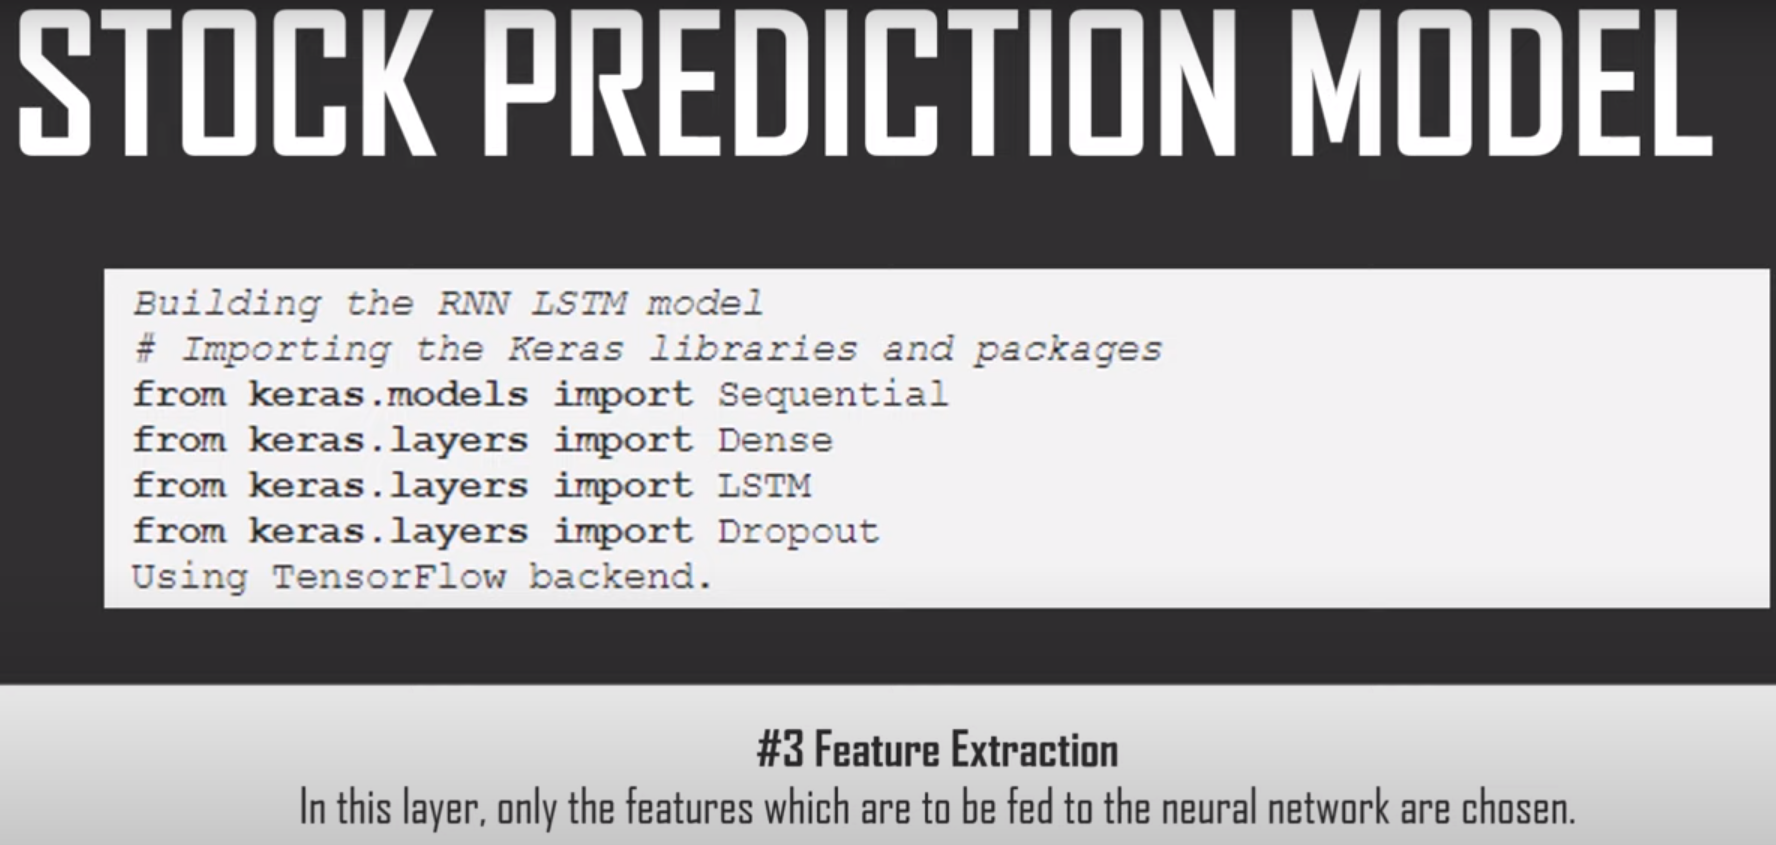 STOCK PREDICTION MODEL
Building the RNN LSTM model
# Importing the Keras libraries and packages
from keras.models import Sequential
from keras.layers import Dense
from keras.layers import LSTM
from keras.layers import Dropout
Using TensorFlow backend.
#3 Feature Extraction
In this layer, only the features which are to be fed to the neural network are chosen.